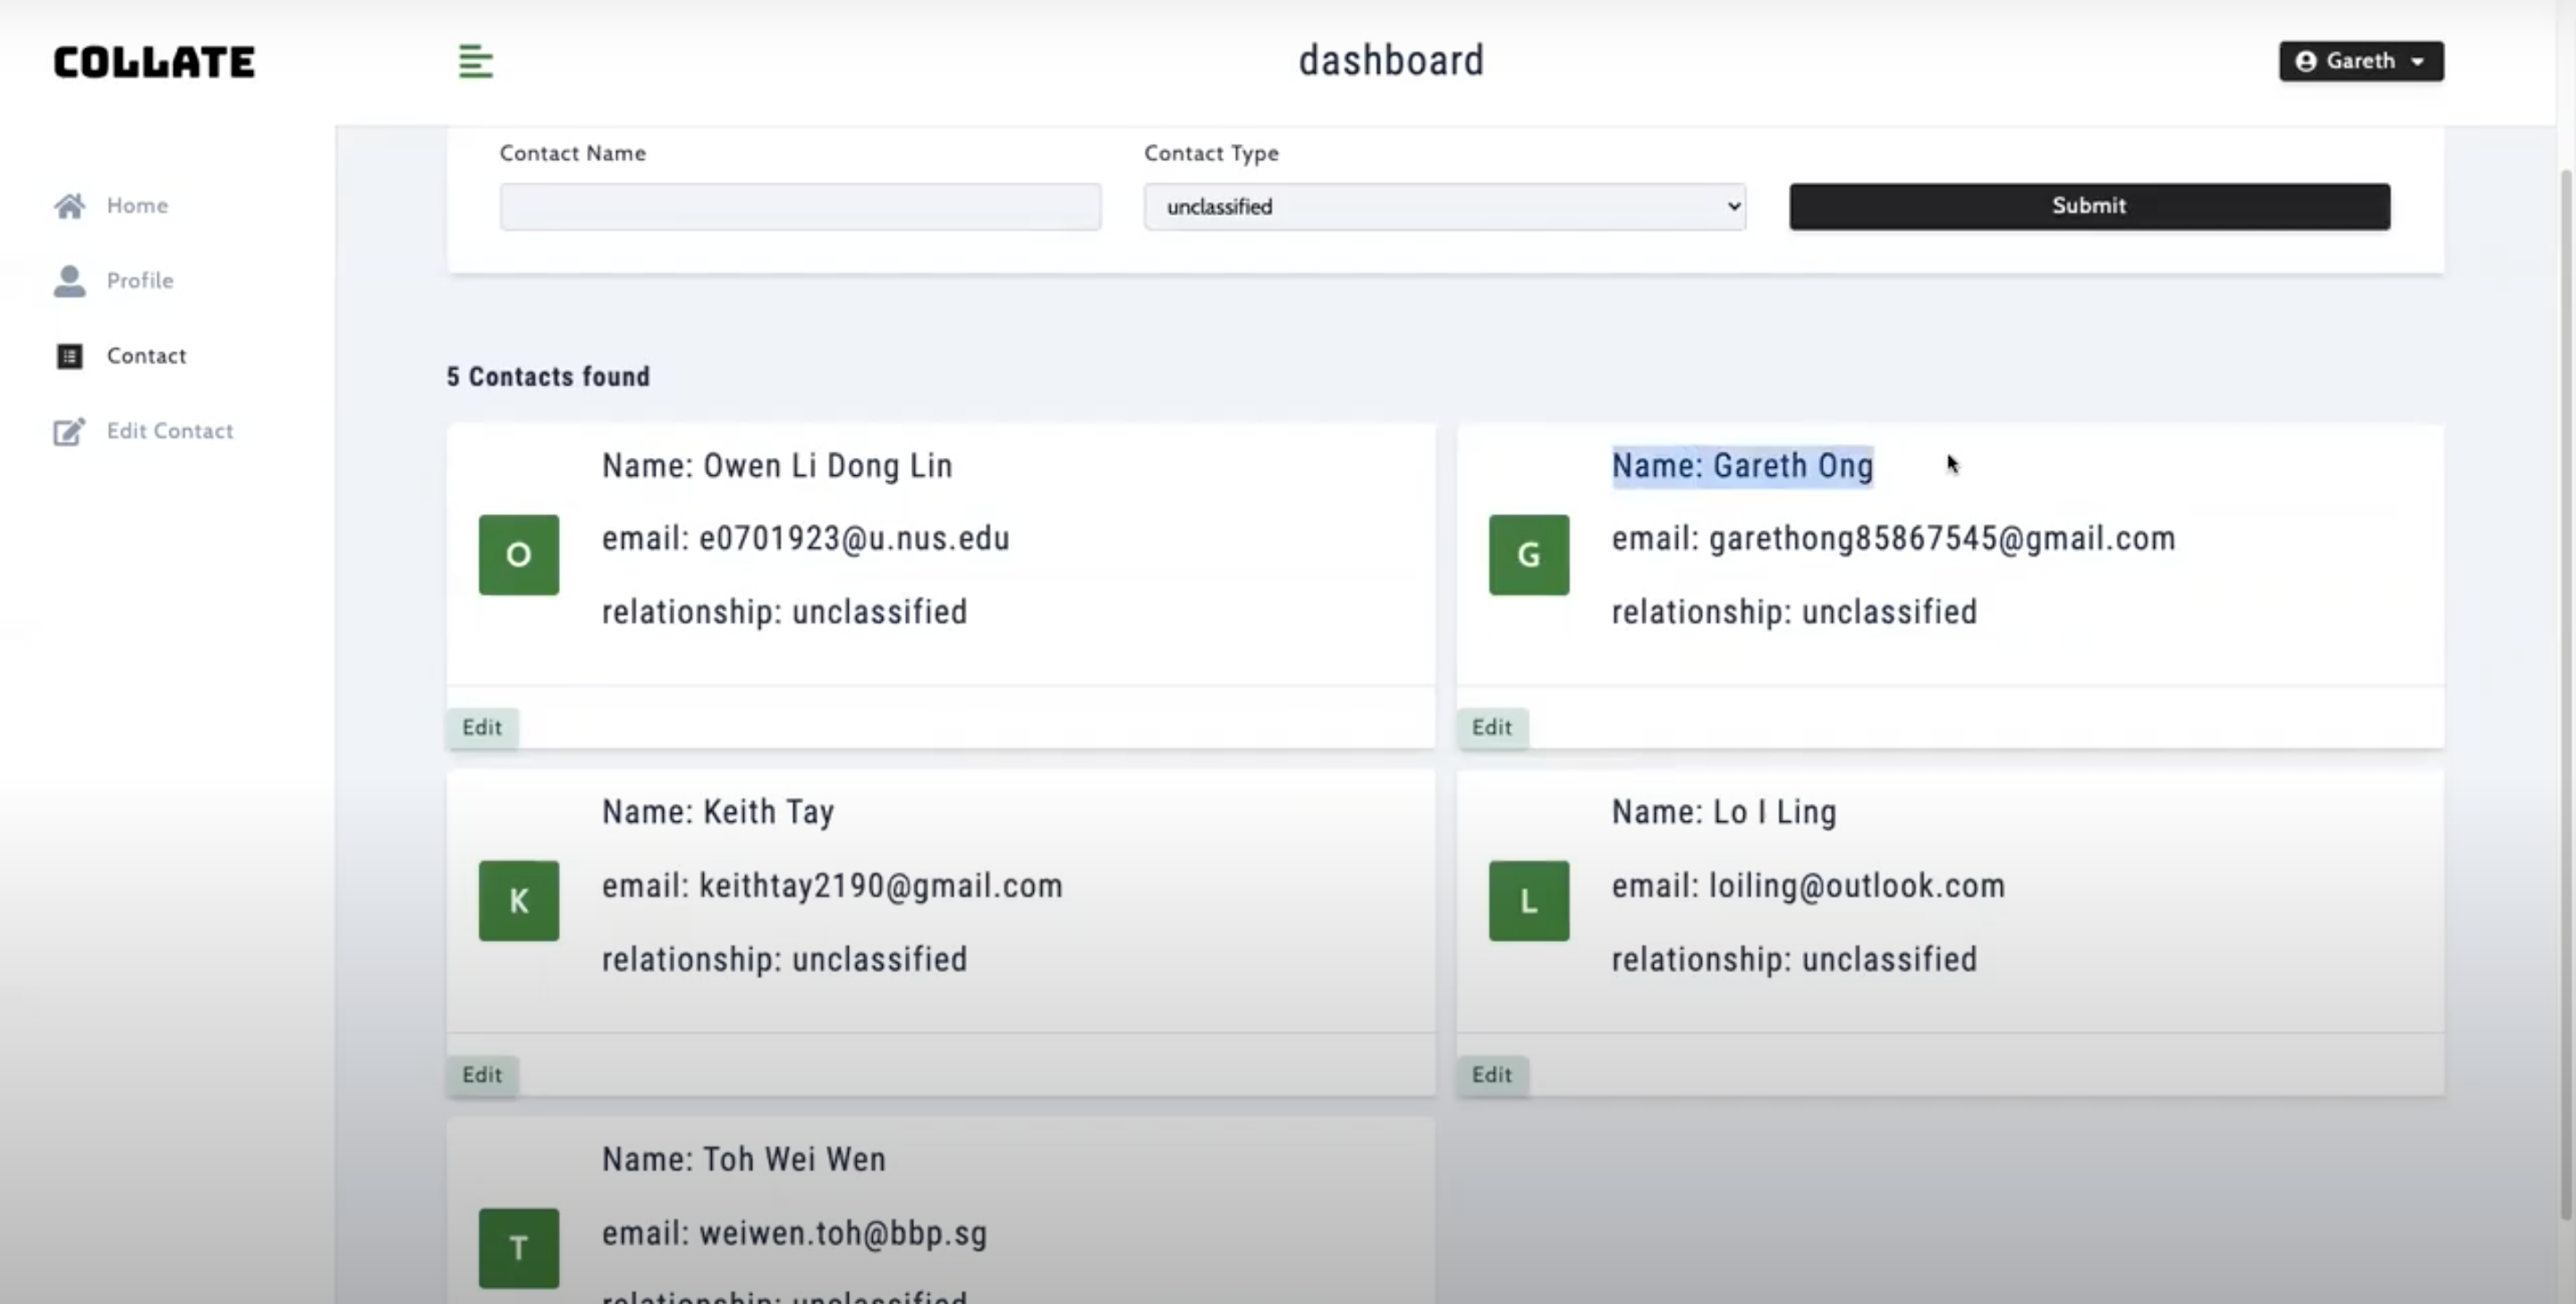 COLLATE
dashboard
Gareth
Home
Profile
Contact
Edit Contact
Contact Name
Contact Type
unclassified
Submit
5 Contacts found
O
Name: Owen Li Dong Lin
email: e0701923@u.nus.edu
relationship: unclassified
Edit
G
Name: Gareth Ong
email: garethong85867545@gmail.com
relationship: unclassified
Edit
K
Name: Keith Tay
email: keithtay2190@gmail.com
relationship: unclassified
Edit
L
Name: Lo I Ling
email: loiling@outlook.com
relationship: unclassified
Edit
T
Name: Toh Wei Wen
email: weiwen.toh@bbp.sg
relationship: unclassified